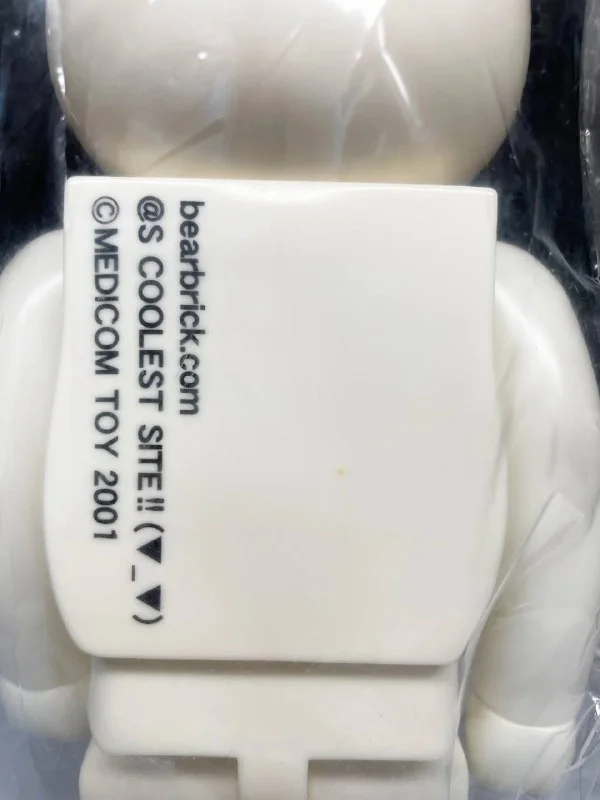 bearbrick.com
@S COOLEST SITE!! (▼_▼)
©MEDICOM TOY 2001